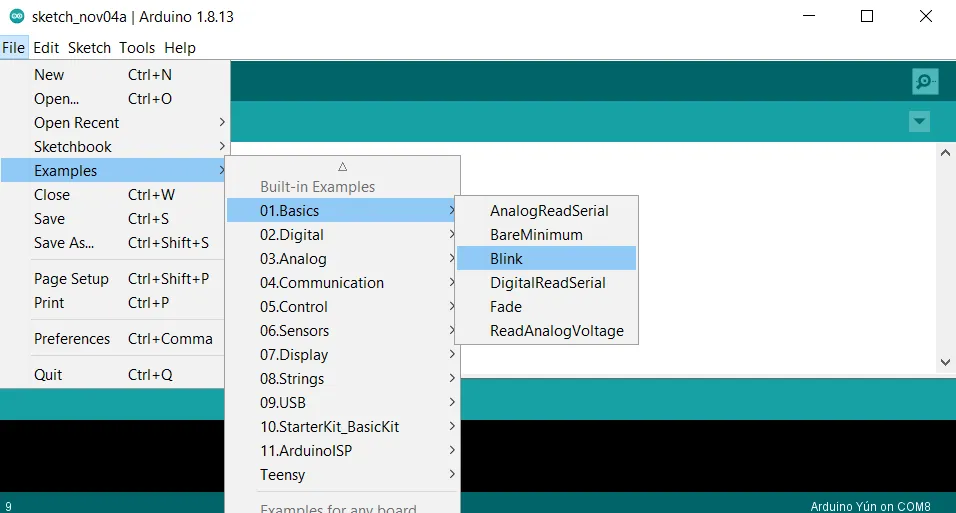 sketch_nov04a | Arduino 1.8.13
File Edit Sketch Tools Help
New Ctrl+N
Open... Ctrl+O
Open Recent
Sketchbook
Examples
Close Ctrl+W
Save Ctrl+S
Save As... Ctrl+Shift+S
Page Setup Ctrl+Shift+P
Print Ctrl+P
Preferences Ctrl+Comma
Quit Ctrl+Q
Built-in Examples
01.Basics
02.Digital
03.Analog
04.Communication
05.Control
06.Sensors
07.Display
08.Strings
09.USB
10.StarterKit_BasicKit
11.ArduinoISP
Teensy
Examples for any board
AnalogReadSerial
BareMinimum
Blink
DigitalReadSerial
Fade
ReadAnalogVoltage
9
Arduino Yún on COM8